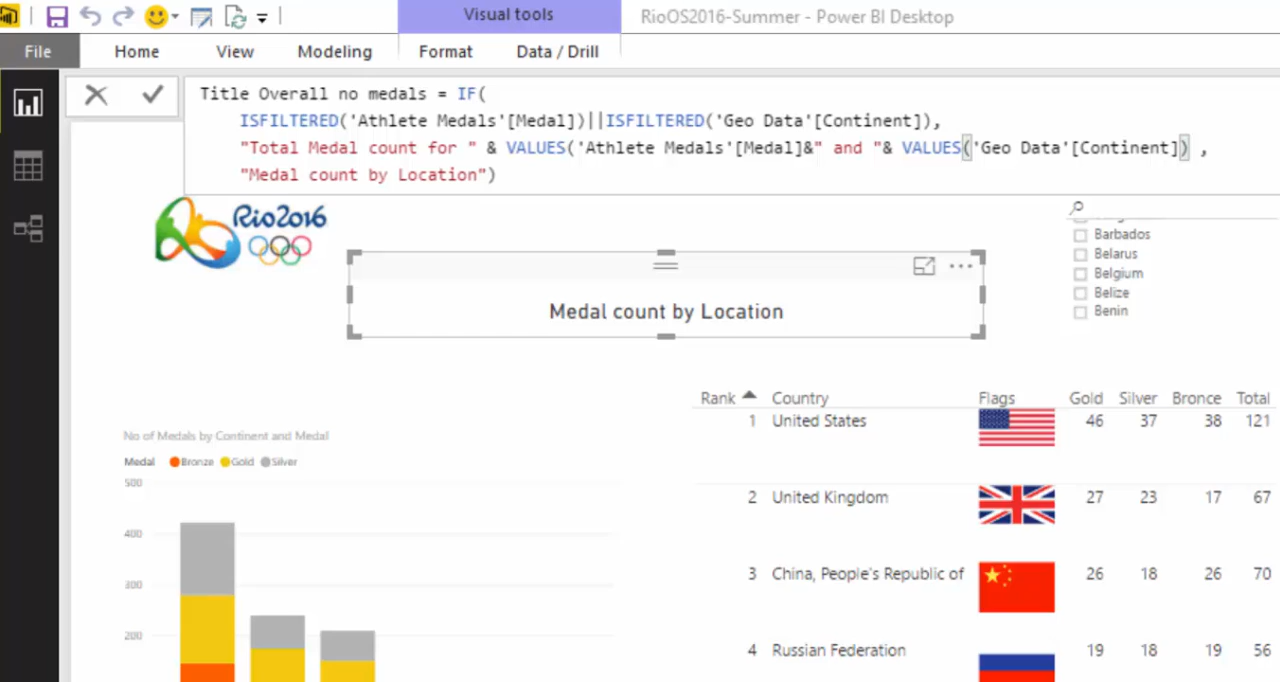 Visual tools RioOS2016-Summer - Power BI Desktop
File Home View Modeling Format Data / Drill
Title Overall no medals = IF(
ISFILTERED('Athlete Medals'[Medal])||ISFILTERED('Geo Data'[Continent]),
"Total Medal count for " & VALUES('Athlete Medals'[Medal]&" and "& VALUES('Geo Data'[Continent]) ,
"Medal count by Location")
Rio2016
Barbados
Belarus
Belgium
Belize
Benin
Medal count by Location
Rank Country Flags Gold Silver Bronze Total
1 United States 46 37 38 121
2 United Kingdom 27 23 17 67
3 China, People's Republic of 26 18 26 70
4 Russian Federation 19 18 19 56
No of Medals by Continent and Medal
Medal Bronze Gold Silver
500
400
300
200